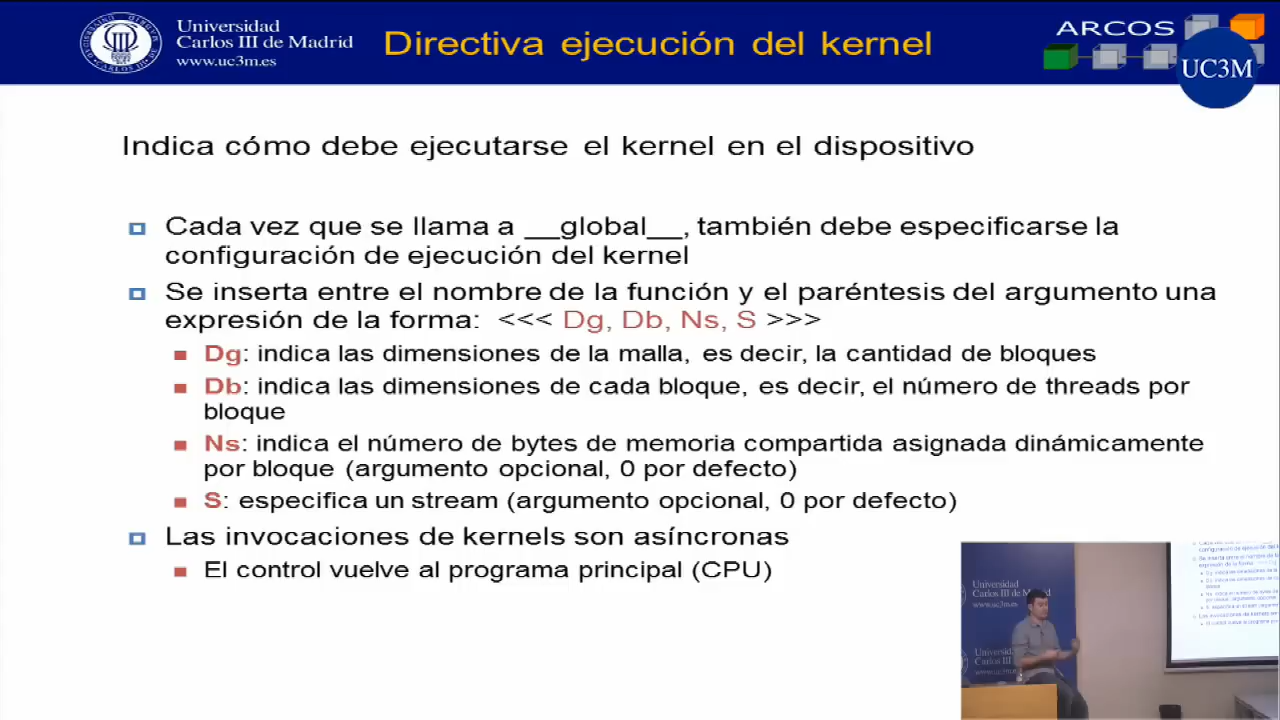 Universidad
Carlos III de Madrid
www.uc3m.es
Directiva ejecución del kernel
ARCOS
UC3M
Indica cómo debe ejecutarse el kernel en el dispositivo
Cada vez que se llama a __global__, también debe especificarse la
configuración de ejecución del kernel
Se inserta entre el nombre de la función y el paréntesis del argumento una
expresión de la forma: <<< Dg, Db, Ns, S >>>
Dg: indica las dimensiones de la malla, es decir, la cantidad de bloques
Db: indica las dimensiones de cada bloque, es decir, el número de threads por
bloque
Ns: indica el número de bytes de memoria compartida asignada dinámicamente
por bloque (argumento opcional, 0 por defecto)
S: especifica un stream (argumento opcional, 0 por defecto)
Las invocaciones de kernels son asíncronas
El control vuelve al programa principal (CPU)
Universidad
Carlos III de Madrid
www.uc3m.es
Universid
Carlos III